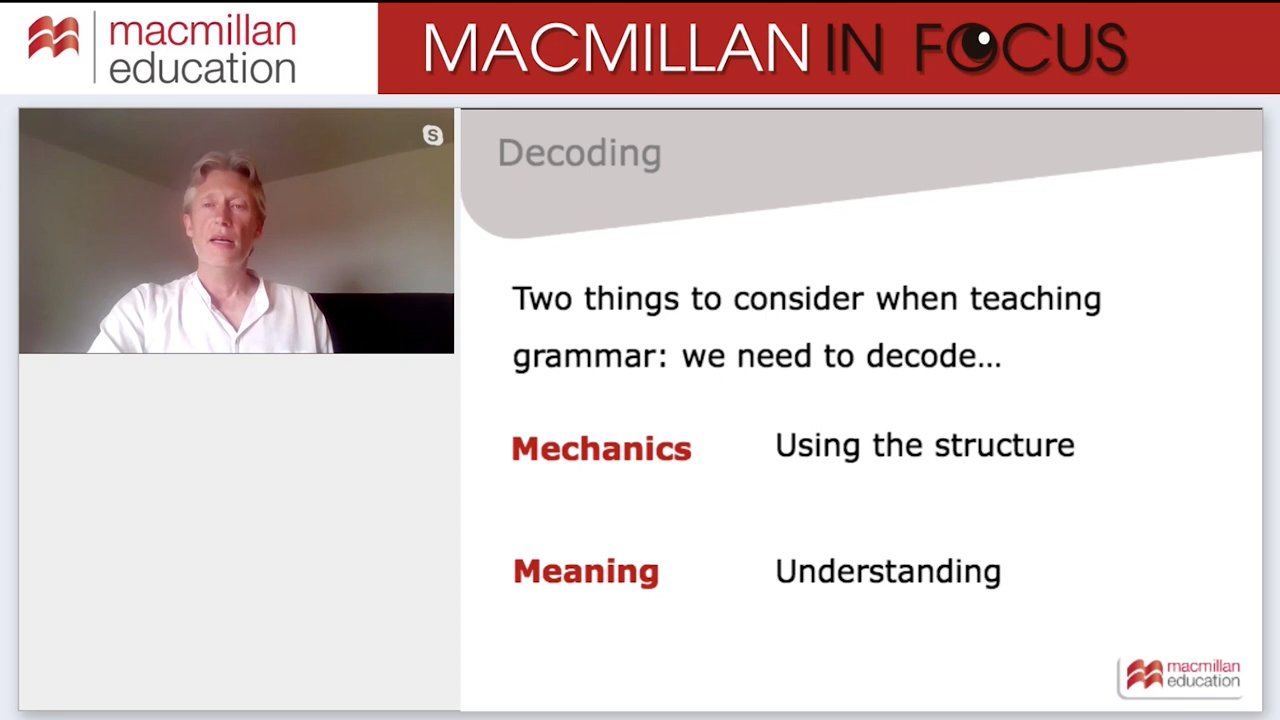 macmillan
education
MACMILLAN IN FOCUS
S
Decoding
Two things to consider when teaching
grammar: we need to decode...
Mechanics Using the structure
Meaning Understanding
macmillan
education